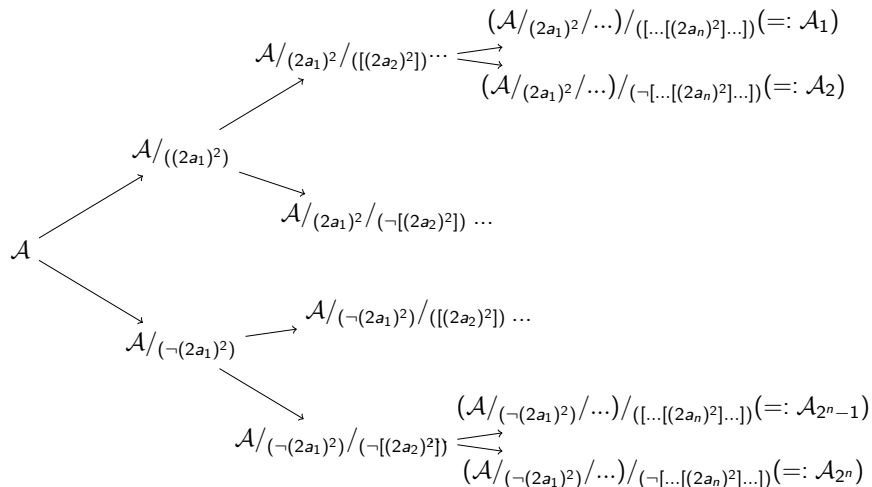 (𝒜/(2a₁)²/...)/([...[(2aₙ)²]...])(=: 𝒜₁)
𝒜/(2a₁)²/([(2a₂)²])...
(𝒜/(2a₁)²/...)/(¬[...[(2aₙ)²]...])(=: 𝒜₂)
𝒜/((2a₁)²)
𝒜/(2a₁)²/(¬[(2a₂)²]) ...
𝒜
𝒜/(¬(2a₁)²)/([(2a₂)²]) ...
𝒜/(¬(2a₁)²)
(𝒜/(¬(2a₁)²)/...)/([...[(2aₙ)²]...])(=: 𝒜₂ⁿ₋₁)
𝒜/(¬(2a₁)²)/(¬[(2a₂)²])
(𝒜/(¬(2a₁)²)/...)/(¬[...[(2aₙ)²]...])(=: 𝒜₂ⁿ)